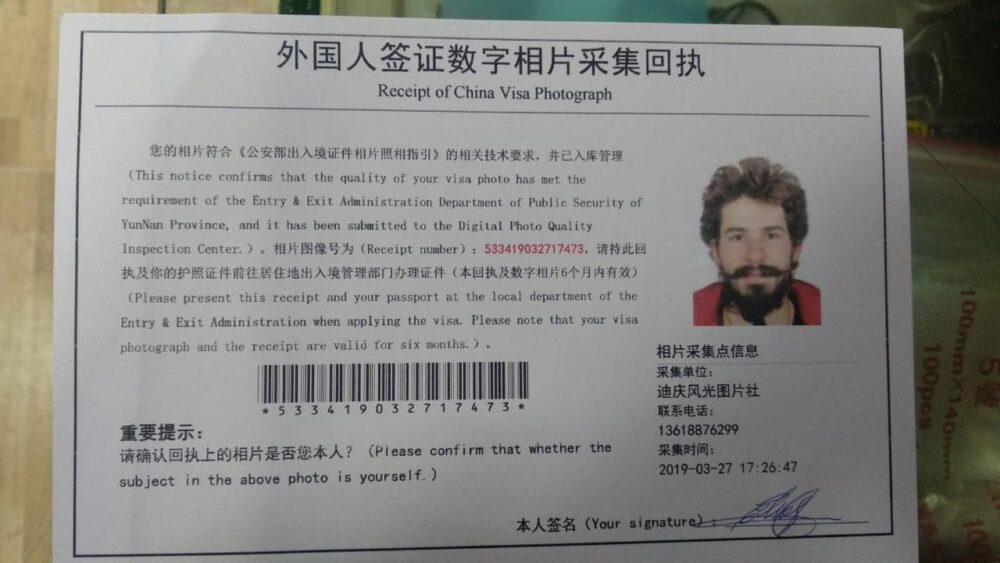 外国人签证数字相片采集回执
Receipt of China Visa Photograph
您的相片符合《公安部出入境证件相片照相指引》的相关技术要求，并已入库管理
(This notice confirms that the quality of your visa photo has met the
requirement of the Entry & Exit Administration Department of Public Security of
YunNan Province, and it has been submitted to the Digital Photo Quality
Inspection Center.)。相片图像号为（Receipt number）：533419032717473，请持此回
执及你的护照证件前往居住地出入境管理部门办理证件（本回执及数字相片6个月内有效）
(Please present this receipt and your passport at the local department of the
Entry & Exit Administration when applying the visa. Please note that your visa
photograph and the receipt are valid for six months.)。
*533419032717473*
重要提示：
请确认回执上的相片是否您本人？(Please confirm that whether the
subject in the above photo is yourself.)
相片采集点信息
采集单位：
迪庆风光图片社
联系电话：
13618876299
采集时间：
2019-03-27 17:26:47
本人签名（Your signature）：
100mm×140mm
100pcs